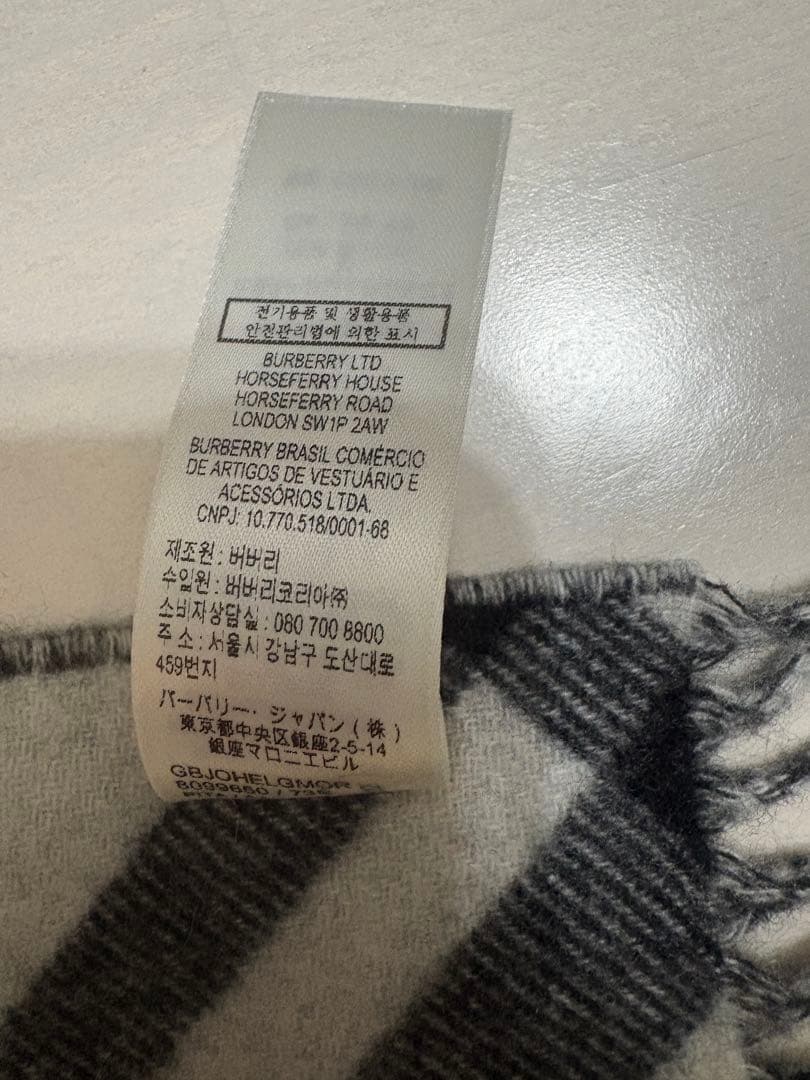 전기용품 및 생활용품
안전관리법에 의한 표시
BURBERRY LTD
HORSEFERRY HOUSE
HORSEFERRY ROAD
LONDON SW1P 2AW
BURBERRY BRASIL COMÉRCIO
DE ARTIGOS DE VESTUÁRIO E
ACESSÓRIOS LTDA.
CNPJ: 10.770.518/0001-68
제조원 : 버버리
수입원 : 버버리코리아㈜
소비자상담실 : 080 700 8800
주 소 : 서울시 강남구 도산대로
459번지
バーバリー・ジャパン(株)
東京都中央区銀座2-5-14
銀座マロニエビル
GBJOHELGMOR
8099660 /